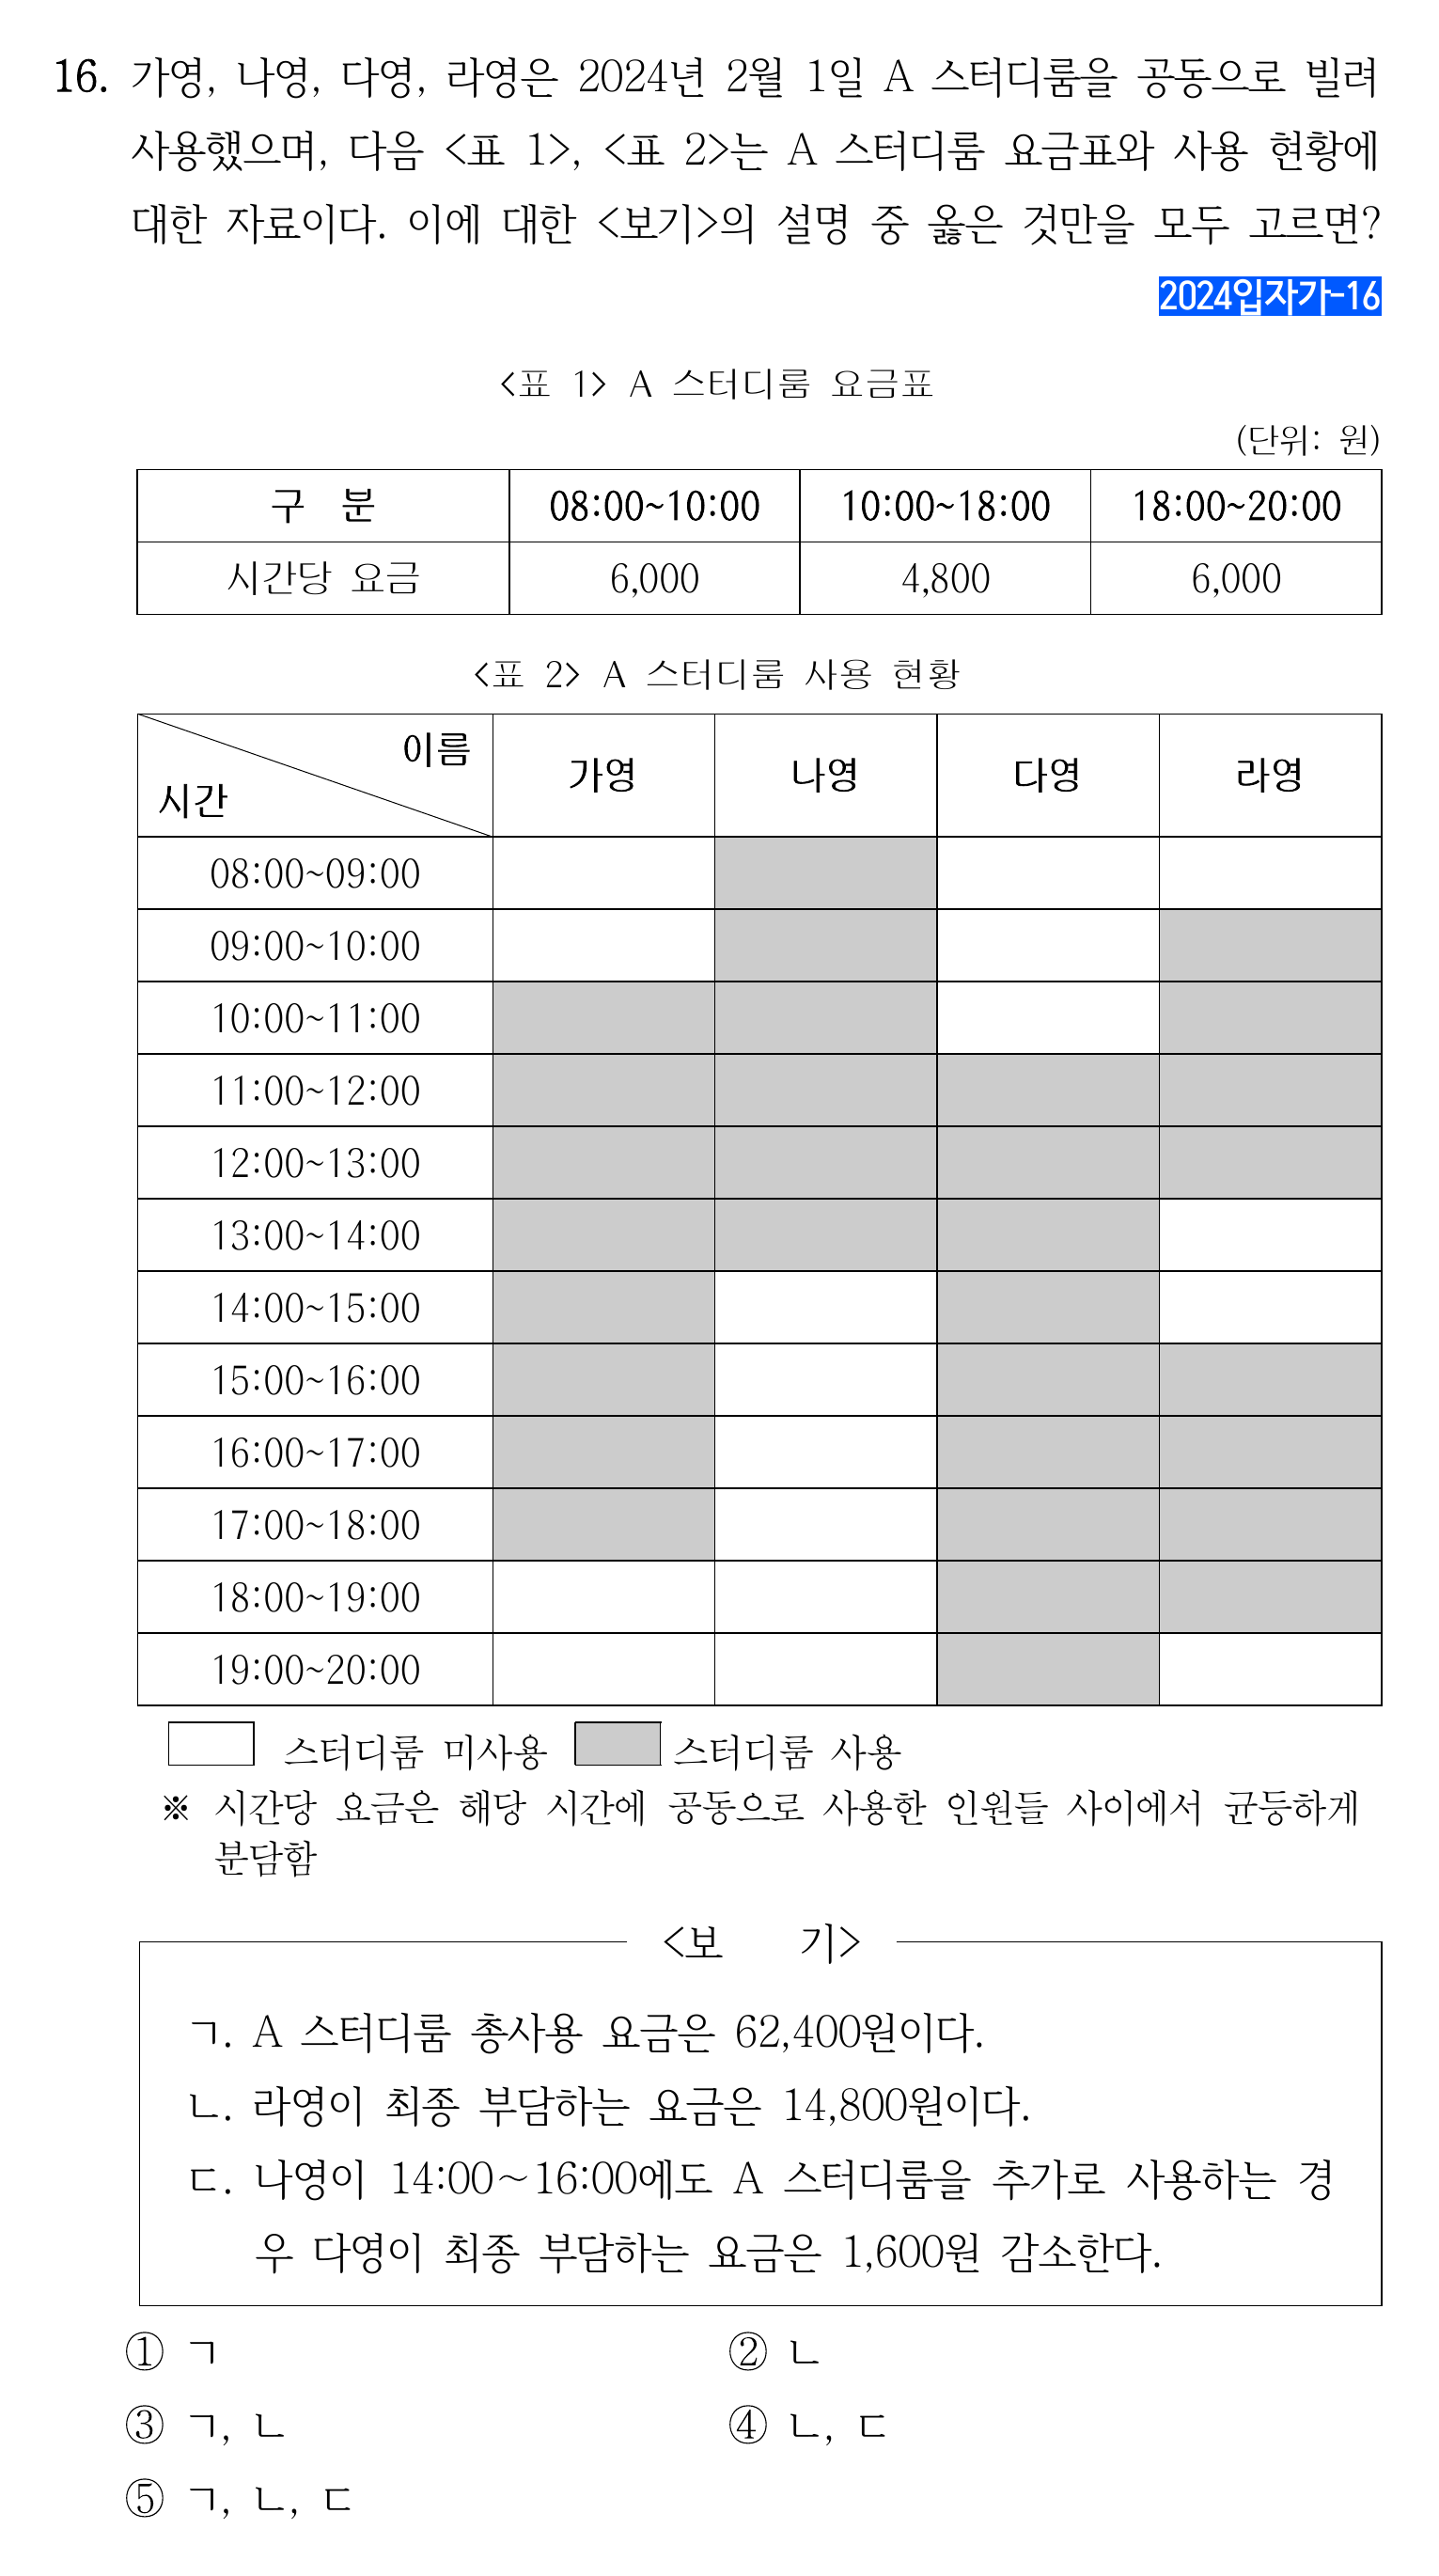 16. 가영, 나영, 다영, 라영은 2024년 2월 1일 A 스터디룸을 공동으로 빌려
사용했으며, 다음 <표 1>, <표 2>는 A 스터디룸 요금표와 사용 현황에
대한 자료이다. 이에 대한 <보기>의 설명 중 옳은 것만을 모두 고르면?
2024입자가-16
<표 1> A 스터디룸 요금표
(단위: 원)
구 분 08:00~10:00 10:00~18:00 18:00~20:00
시간당 요금 6,000 4,800 6,000
<표 2> A 스터디룸 사용 현황
이름
시간
가영 나영 다영 라영
08:00~09:00
09:00~10:00
10:00~11:00
11:00~12:00
12:00~13:00
13:00~14:00
14:00~15:00
15:00~16:00
16:00~17:00
17:00~18:00
18:00~19:00
19:00~20:00
스터디룸 미사용 스터디룸 사용
※ 시간당 요금은 해당 시간에 공동으로 사용한 인원들 사이에서 균등하게
분담함
<보 기>
ㄱ. A 스터디룸 총사용 요금은 62,400원이다.
ㄴ. 라영이 최종 부담하는 요금은 14,800원이다.
ㄷ. 나영이 14:00~16:00에도 A 스터디룸을 추가로 사용하는 경
우 다영이 최종 부담하는 요금은 1,600원 감소한다.
① ㄱ ② ㄴ
③ ㄱ, ㄴ ④ ㄴ, ㄷ
⑤ ㄱ, ㄴ, ㄷ